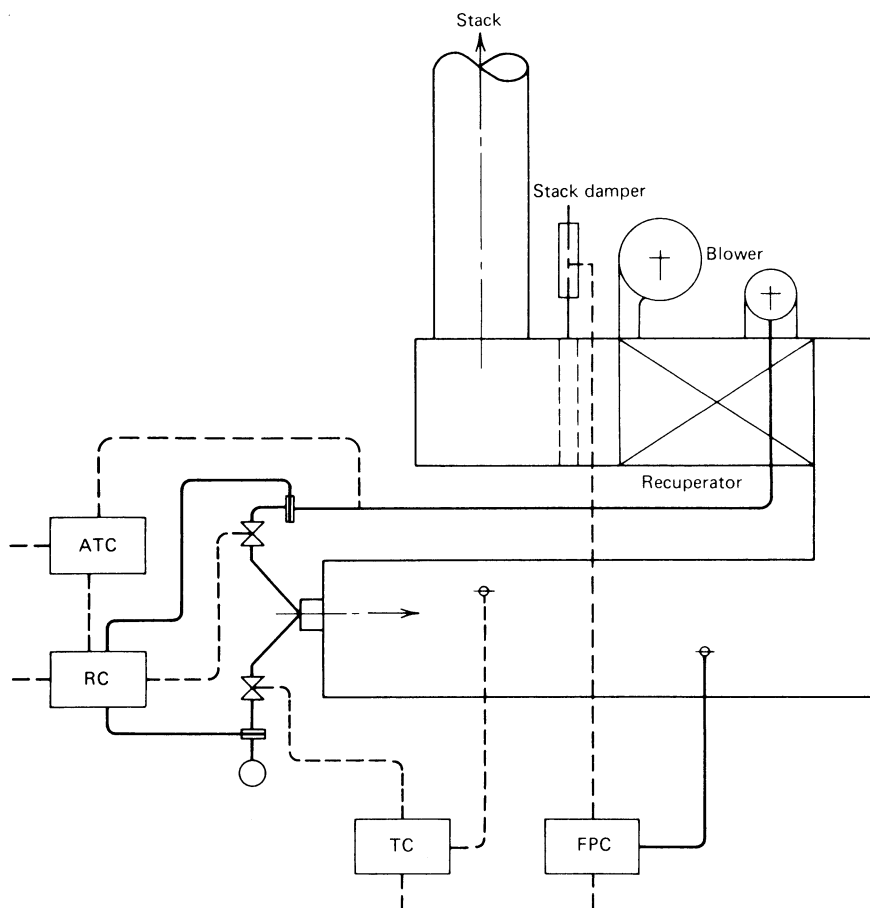 Stack
Stack damper
Blower
Recuperator
ATC
RC
TC
FPC